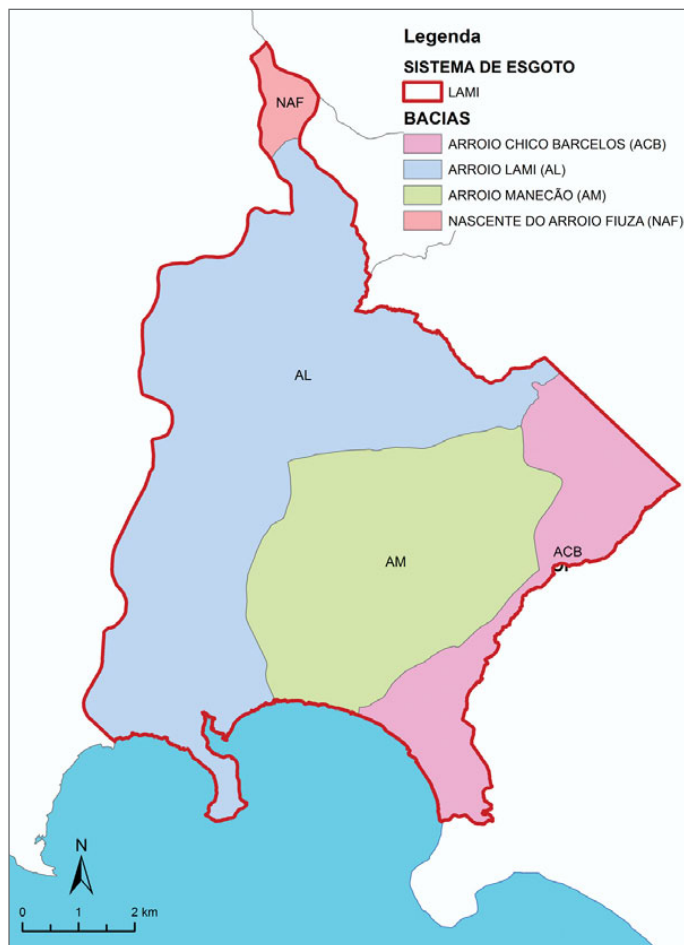 Legenda
SISTEMA DE ESGOTO
LAMI
BACIAS
ARROIO CHICO BARCELOS (ACB)
ARROIO LAMI (AL)
ARROIO MANECÃO (AM)
NASCENTE DO ARROIO FIUZA (NAF)
NAF
AL
AM
ACB
N
0 1 2 km